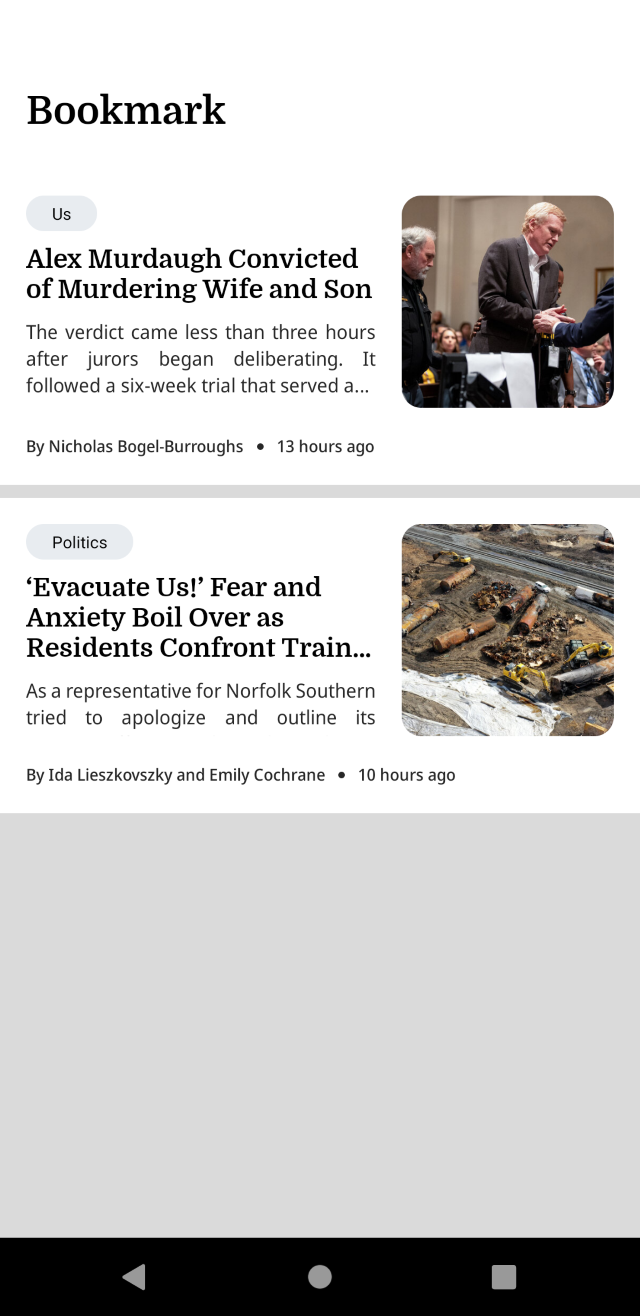 Bookmark
Us
Alex Murdaugh Convicted
of Murdering Wife and Son
The verdict came less than three hours
after jurors began deliberating. It
followed a six-week trial that served a...
By Nicholas Bogel-Burroughs • 13 hours ago
Politics
‘Evacuate Us!’ Fear and
Anxiety Boil Over as
Residents Confront Train...
As a representative for Norfolk Southern
tried to apologize and outline its
By Ida Lieszkovszky and Emily Cochrane • 10 hours ago